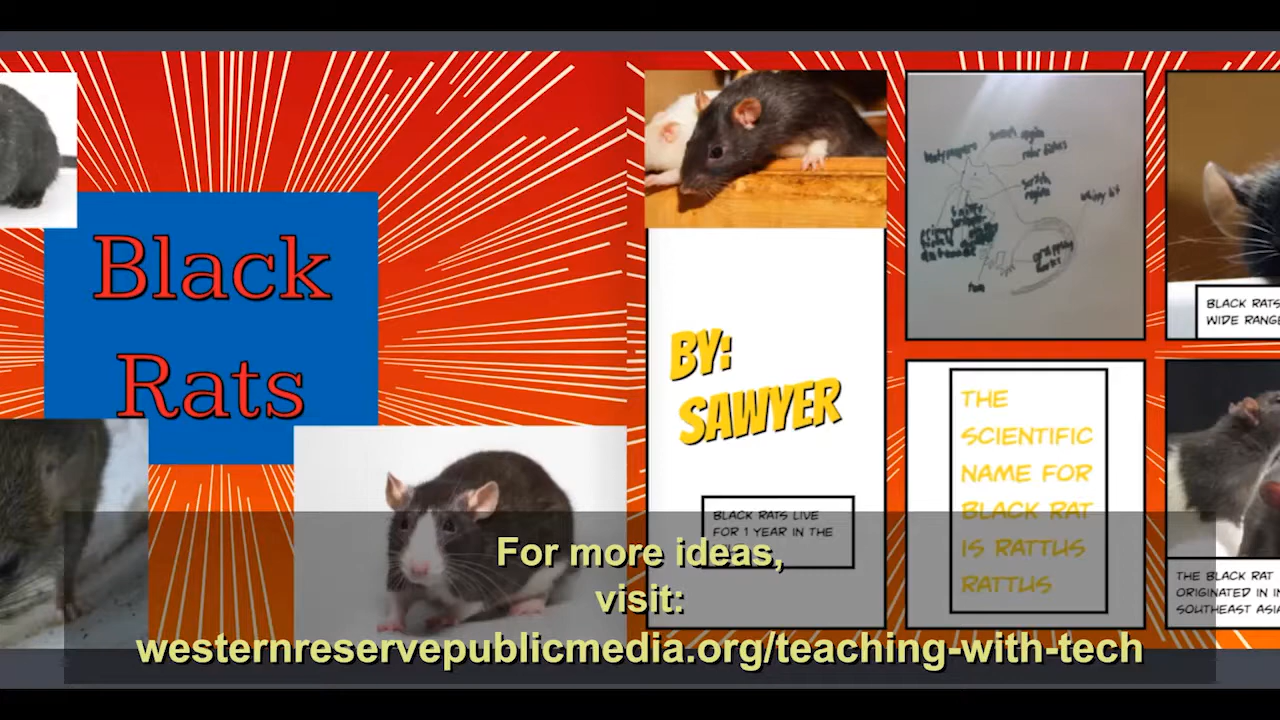 Black
Rats
BY:
SAWYER
BLACK RATS LIVE
FOR 1 YEAR IN THE
whippy
BLACK RATS
WIDE RANGE
THE
SCIENTIFIC
NAME FOR
BLACK RAT
IS RATTUS
RATTUS
THE BLACK RAT
ORIGINATED IN
SOUTHEAST
For more ideas,
visit:
westernreservepublicmedia.org/teaching-with-tech